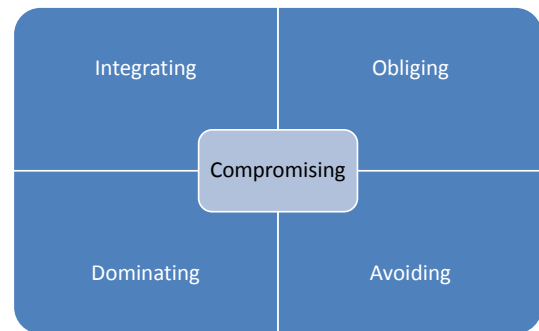 Integrating
Obliging
Compromising
Dominating
Avoiding